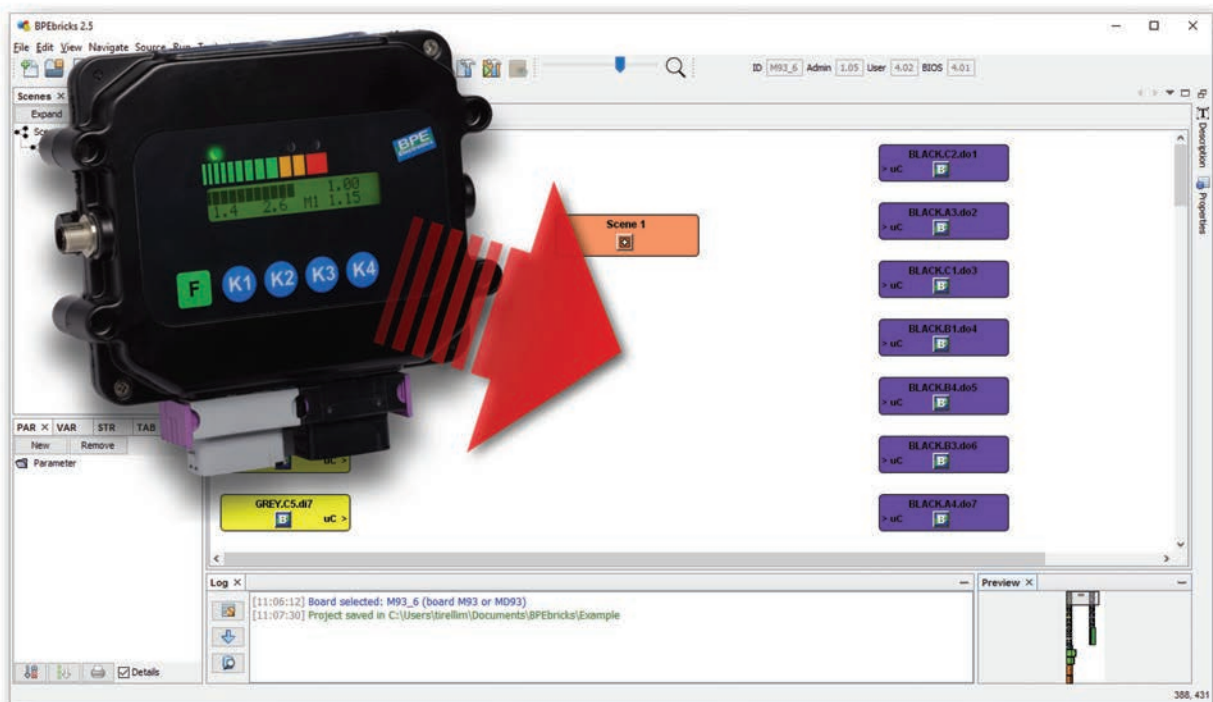 BPEbricks 2.5
File Edit View Navigate Source Run
ID M93_6 Admin 1.05 User 4.02 BIOS 4.01
Scenes
Expand
Description
Properties
BPE
1.00
1.4 2.6 M1 1.15
F K1 K2 K3 K4
Scene 1
BLACK.C2.do1
> uC B
BLACK.A3.do2
> uC B
BLACK.C1.do3
> uC B
BLACK.B1.do4
> uC B
BLACK.B4.do5
> uC B
BLACK.B3.do6
> uC B
BLACK.A4.do7
> uC B
PAR VAR STR TAB
New Remove
Parameter
uC >
GREY.C5.di7
B uC >
Log
[11:06:12] Board selected: M93_6 (board M93 or MD93)
[11:07:30] Project saved in C:\Users\tirellim\Documents\BPEbricks\Example
Preview
Details
388, 431